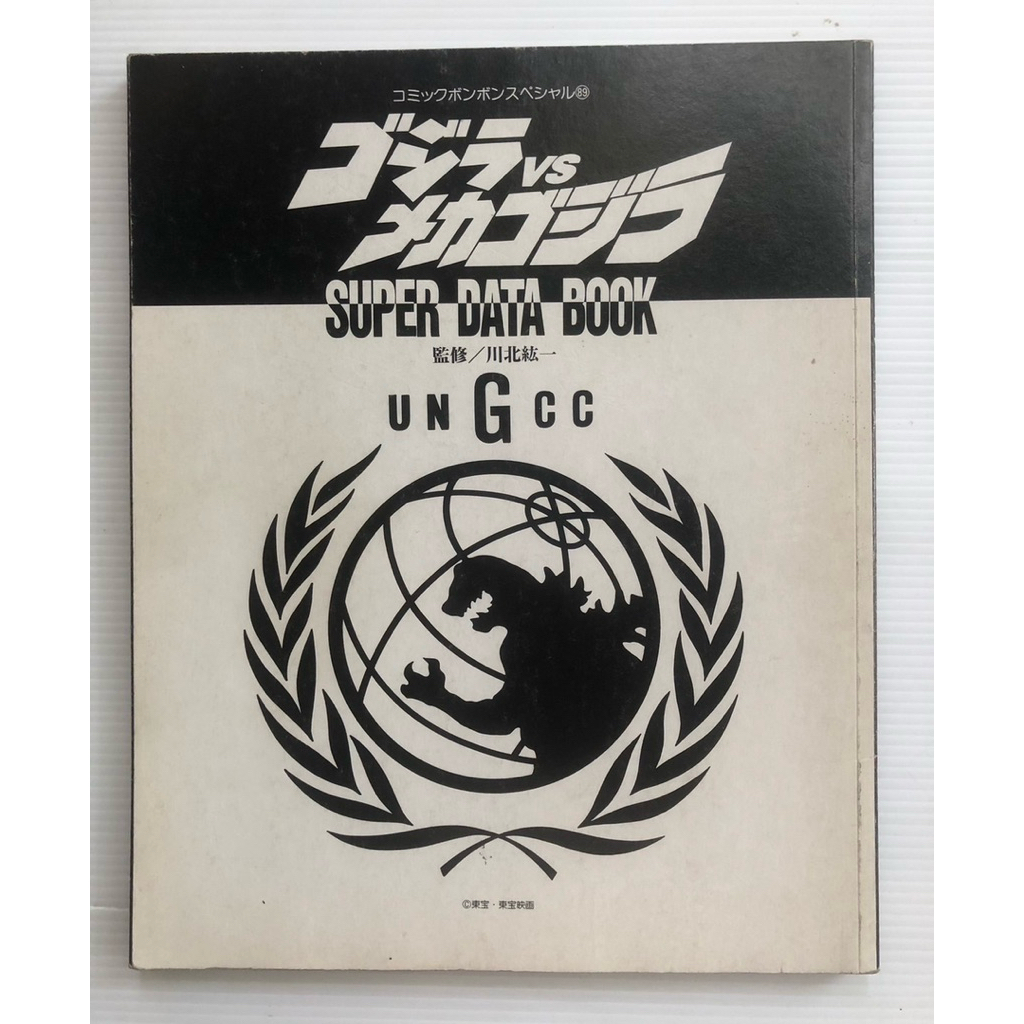 コミックボンボンスペシャル㊾
ゴジラVS
メカゴジラ
SUPER DATA BOOK
監修／川北紘一
UNGCC
©東宝・東宝映画